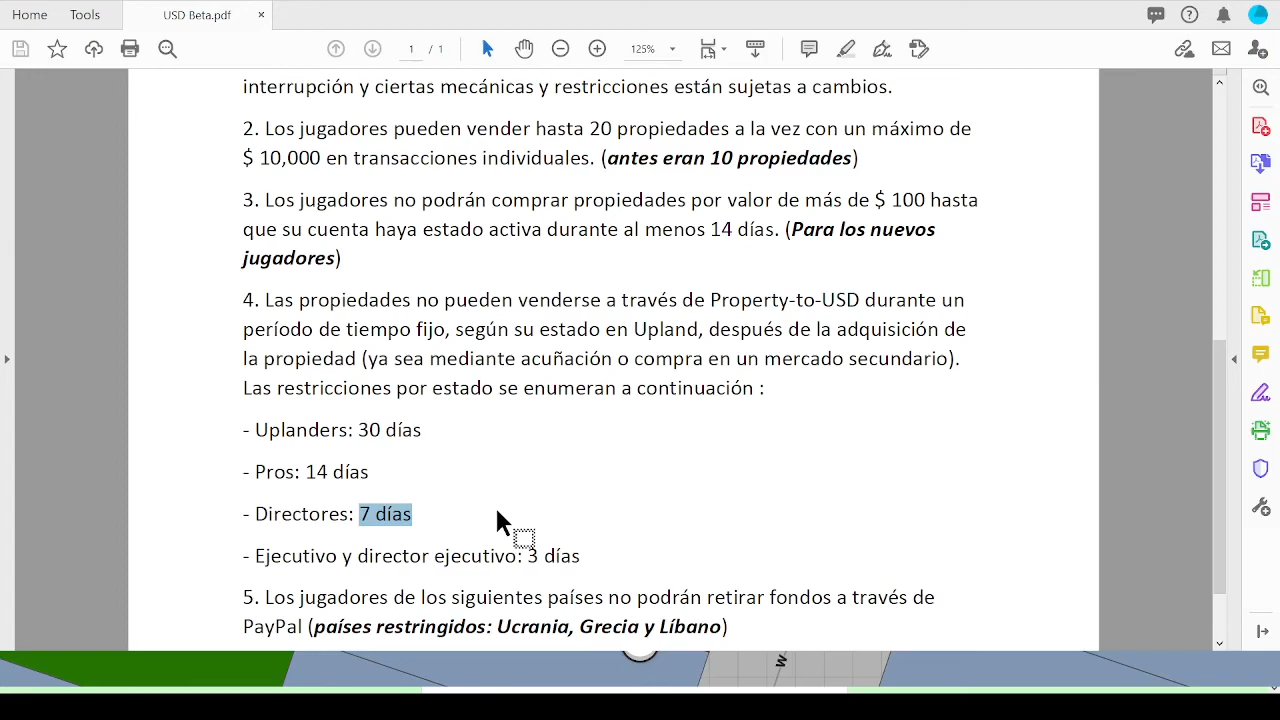 Home Tools USD Beta.pdf ×
1 / 1 125%
interrupción y ciertas mecánicas y restricciones están sujetas a cambios.
2. Los jugadores pueden vender hasta 20 propiedades a la vez con un máximo de
$ 10,000 en transacciones individuales. (antes eran 10 propiedades)
3. Los jugadores no podrán comprar propiedades por valor de más de $ 100 hasta
que su cuenta haya estado activa durante al menos 14 días. (Para los nuevos
jugadores)
4. Las propiedades no pueden venderse a través de Property-to-USD durante un
período de tiempo fijo, según su estado en Upland, después de la adquisición de
la propiedad (ya sea mediante acuñación o compra en un mercado secundario).
Las restricciones por estado se enumeran a continuación :
- Uplanders: 30 días
- Pros: 14 días
- Directores: 7 días
- Ejecutivo y director ejecutivo: 3 días
5. Los jugadores de los siguientes países no podrán retirar fondos a través de
PayPal (países restringidos: Ucrania, Grecia y Líbano)
W